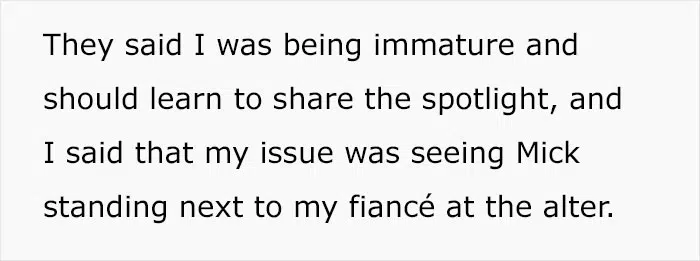 They said I was being immature and
should learn to share the spotlight, and
I said that my issue was seeing Mick
standing next to my fiancé at the alter.